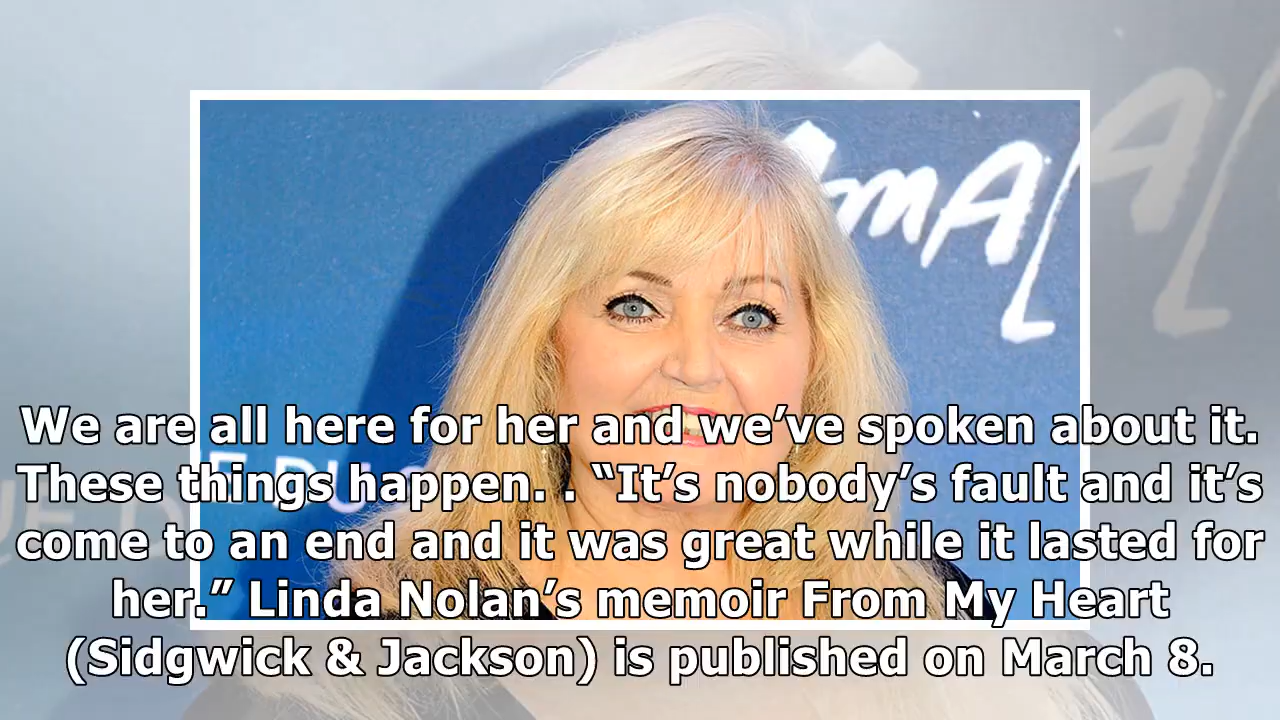 AMA
We are all here for her and we’ve spoken about it.
These things happen. . “It’s nobody’s fault and it’s
come to an end and it was great while it lasted for
her.” Linda Nolan’s memoir From My Heart
(Sidgwick & Jackson) is published on March 8.